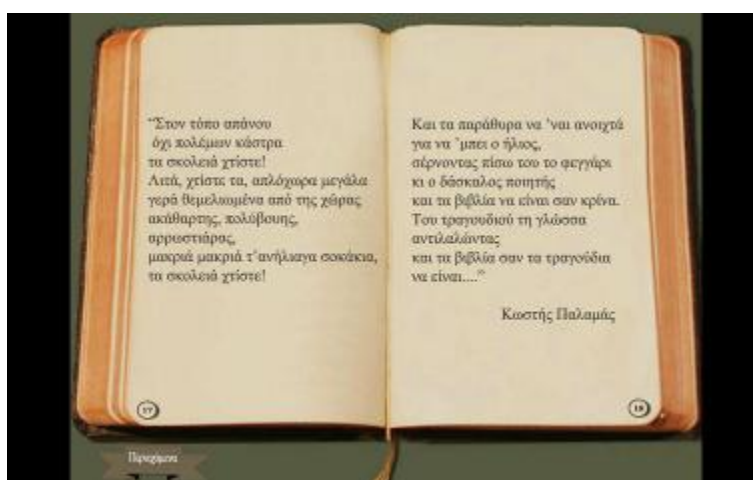 “Στον τόπο απάνου
όχι πολέμων κάστρα
τα σκολειά χτίστε!
Λιτά, χτίστε τα, απλόχωρα μεγάλα
γερά θεμελιωμένα από της χώρας
ακάθαρτης, πολύβουης,
αρρωστιάρας,
μακριά μακριά τ’ανήλιαγα σοκάκια,
τα σκολειά χτίστε!
17
Και τα παράθυρα να ’ναι ανοιχτά
για να ’μπει ο ήλιος,
σέρνοντας πίσω του το φεγγάρι
κι ο δάσκαλος ποιητής
και τα βιβλία να είναι σαν κρίνα.
Του τραγουδιού τη γλώσσα
αντιλαλώντας
και τα βιβλία σαν τα τραγούδια
να είναι....”
Κωστής Παλαμάς
18
Περιεχόμενα